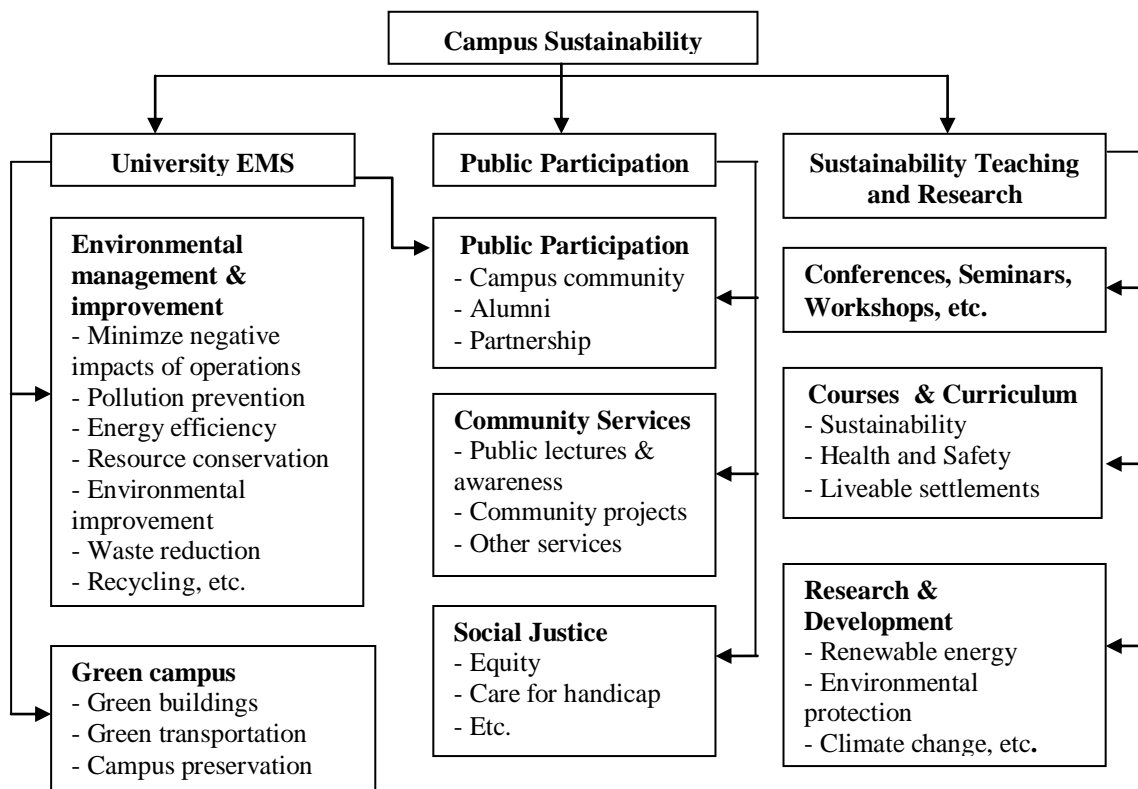 Campus Sustainability
University EMS
Public Participation
Sustainability Teaching
and Research
Environmental
management &
improvement
- Minimze negative
impacts of operations
- Pollution prevention
- Energy efficiency
- Resource conservation
- Environmental
improvement
- Waste reduction
- Recycling, etc.
Green campus
- Green buildings
- Green transportation
- Campus preservation
Public Participation
- Campus community
- Alumni
- Partnership
Community Services
- Public lectures &
awareness
- Community projects
- Other services
Social Justice
- Equity
- Care for handicap
- Etc.
Conferences, Seminars,
Workshops, etc.
Courses & Curriculum
- Sustainability
- Health and Safety
- Liveable settlements
Research &
Development
- Renewable energy
- Environmental
protection
- Climate change, etc.